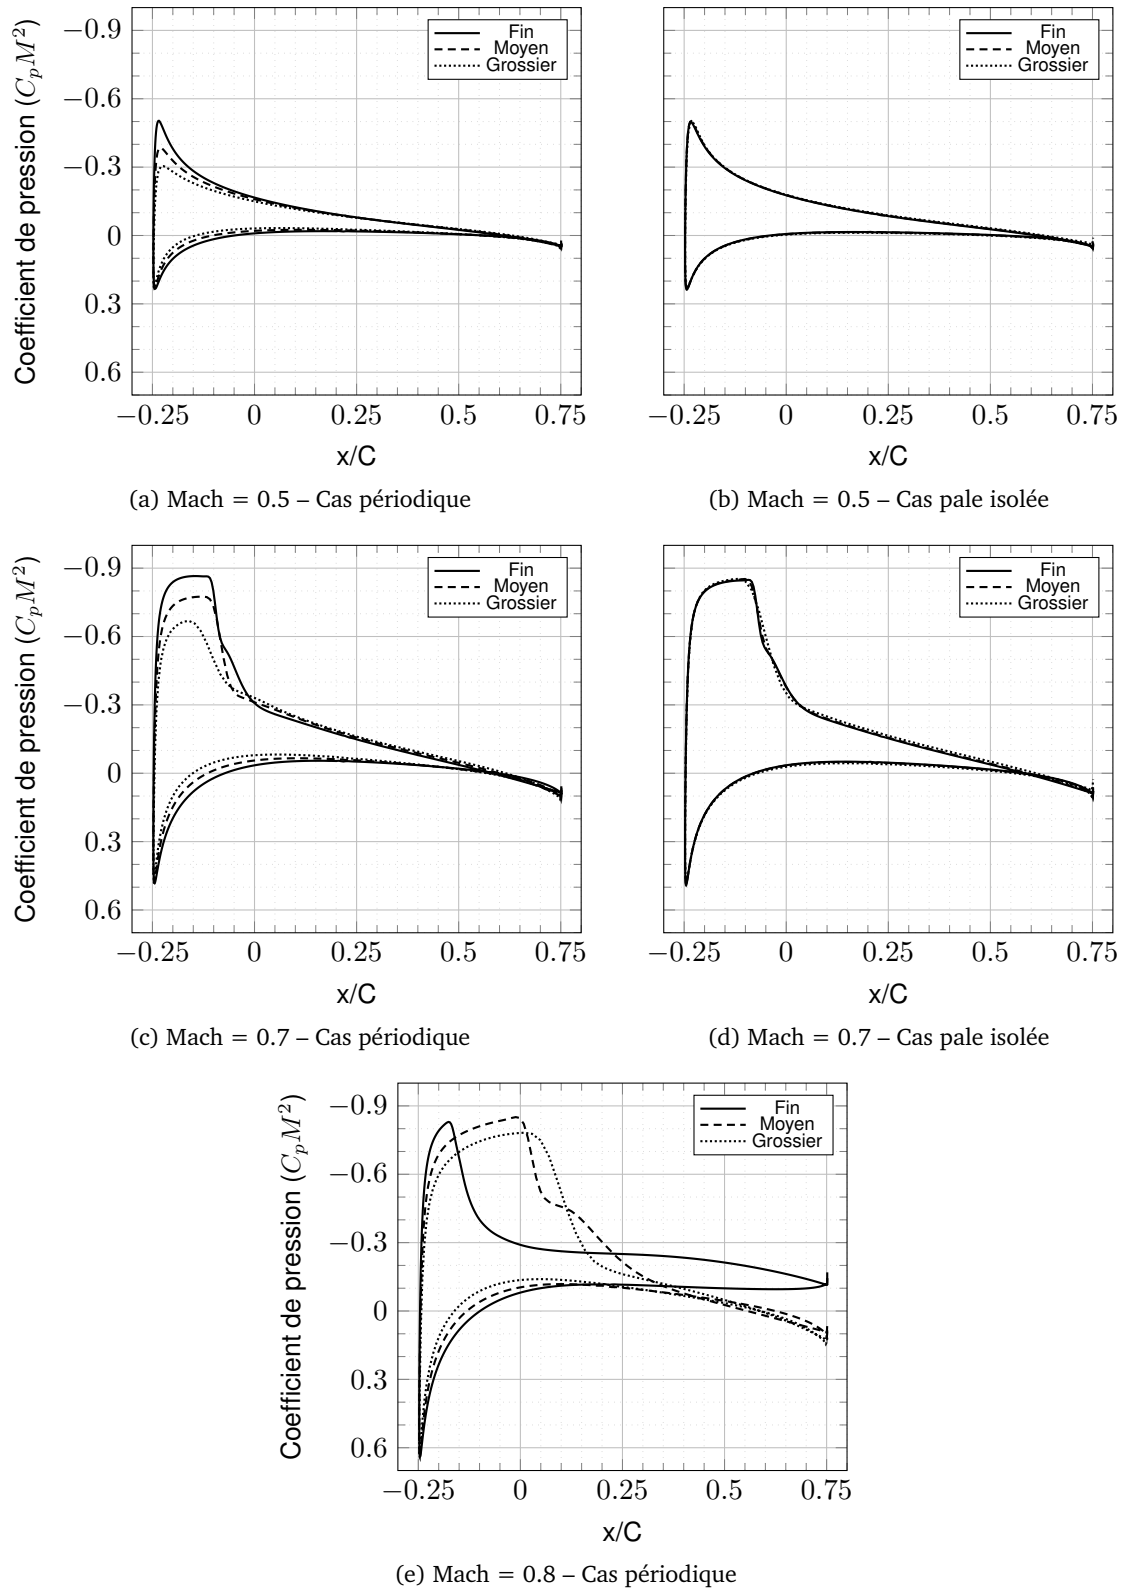 Coefficient de pression (C_pM^2)
−0.9
−0.6
−0.3
0
0.3
0.6
−0.25 0 0.25 0.5 0.75
x/C
Fin
Moyen
Grossier
(a) Mach = 0.5 – Cas périodique
Fin
Moyen
Grossier
−0.25 0 0.25 0.5 0.75
x/C
(b) Mach = 0.5 – Cas pale isolée
Coefficient de pression (C_pM^2)
−0.9
−0.6
−0.3
0
0.3
0.6
−0.25 0 0.25 0.5 0.75
x/C
Fin
Moyen
Grossier
(c) Mach = 0.7 – Cas périodique
Fin
Moyen
Grossier
−0.25 0 0.25 0.5 0.75
x/C
(d) Mach = 0.7 – Cas pale isolée
Coefficient de pression (C_pM^2)
−0.9
−0.6
−0.3
0
0.3
0.6
−0.25 0 0.25 0.5 0.75
x/C
Fin
Moyen
Grossier
(e) Mach = 0.8 – Cas périodique